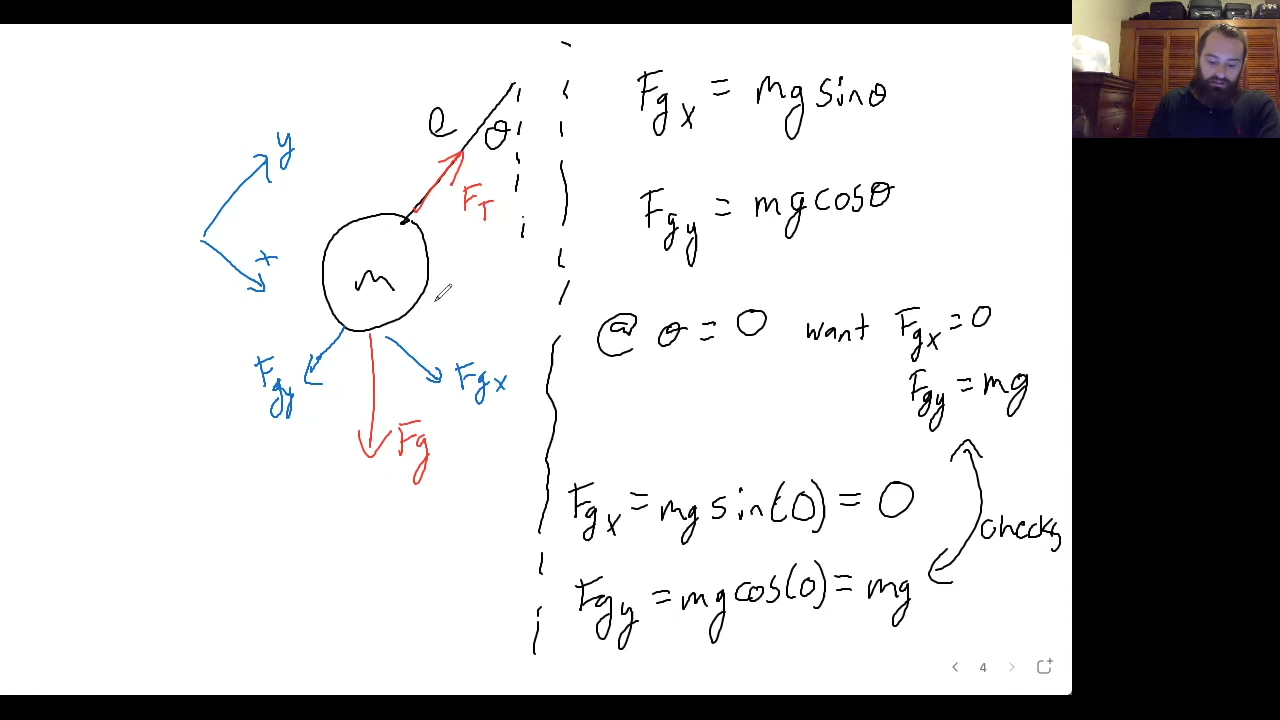 y
x
ℓ
θ
F_T
m
F_gy
F_gx
F_g
F_gx = mg sinθ
F_gy = mg cosθ
@ θ = 0 want F_gx = 0
F_gy = mg
F_gx = mg sin(0) = 0
checks
F_gy = mg cos(0) = mg
4